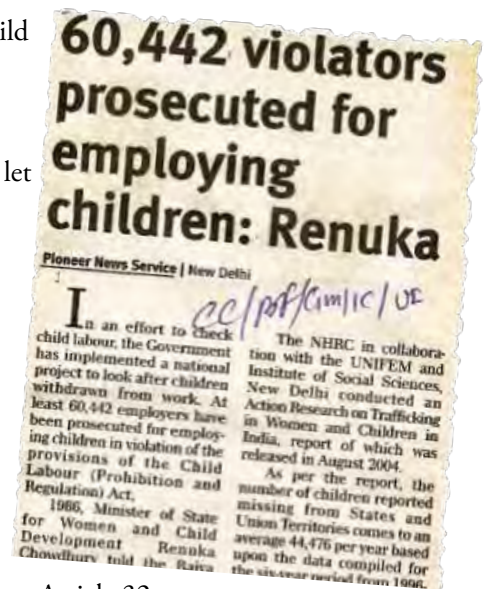 ild
let
60,442 violators
prosecuted for
employing
children: Renuka
Pioneer News Service | New Delhi
In an effort to check
child labour, the Government
has implemented a national
project to look after children
withdrawn from work. At
least 60,442 employers have
been prosecuted for employ-
ing children in violation of the
provisions of the Child
Labour (Prohibition and
Regulation) Act,
1986, Minister of State
for Women and Child
Development Renuka
Chowdhury told the Rajya
The NHRC in collabora-
tion with the UNIFEM and
Institute of Social Sciences,
New Delhi conducted an
Action Research on Trafficking
in Women and Children in
India, report of which was
released in August 2004.
As per the report, the
number of children reported
missing from States and
Union Territories comes to an
average 44,476 per year based
upon the data compiled for
the six-year period from 1996-